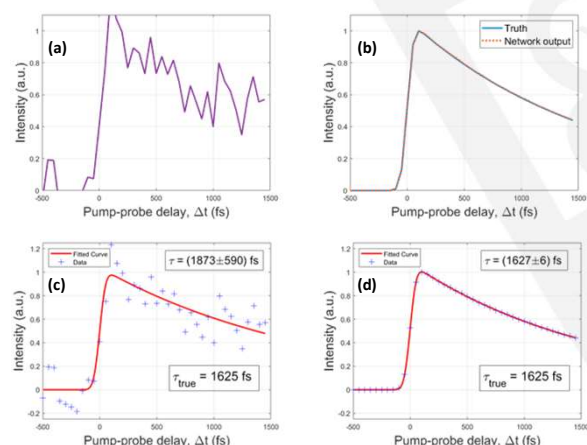 (a)
Intensity (a.u.)
1
0.8
0.6
0.4
0.2
0
-500 0 500 1000 1500
Pump-probe delay, Δt (fs)
(b)
Truth
Network output
Intensity (a.u.)
1
0.8
0.6
0.4
0.2
0
-500 0 500 1000 1500
Pump-probe delay, Δt (fs)
(c)
Fitted Curve
Data
τ = (1873±590) fs
τtrue = 1625 fs
Intensity (a.u.)
1.2
1
0.8
0.6
0.4
0.2
0
-0.2
-500 0 500 1000 1500
Pump-probe delay, Δt (fs)
(d)
Fitted Curve
Data
τ = (1627±6) fs
τtrue = 1625 fs
Intensity (a.u.)
1.2
1
0.8
0.6
0.4
0.2
0
-0.2
-500 0 500 1000 1500
Pump-probe delay, Δt (fs)